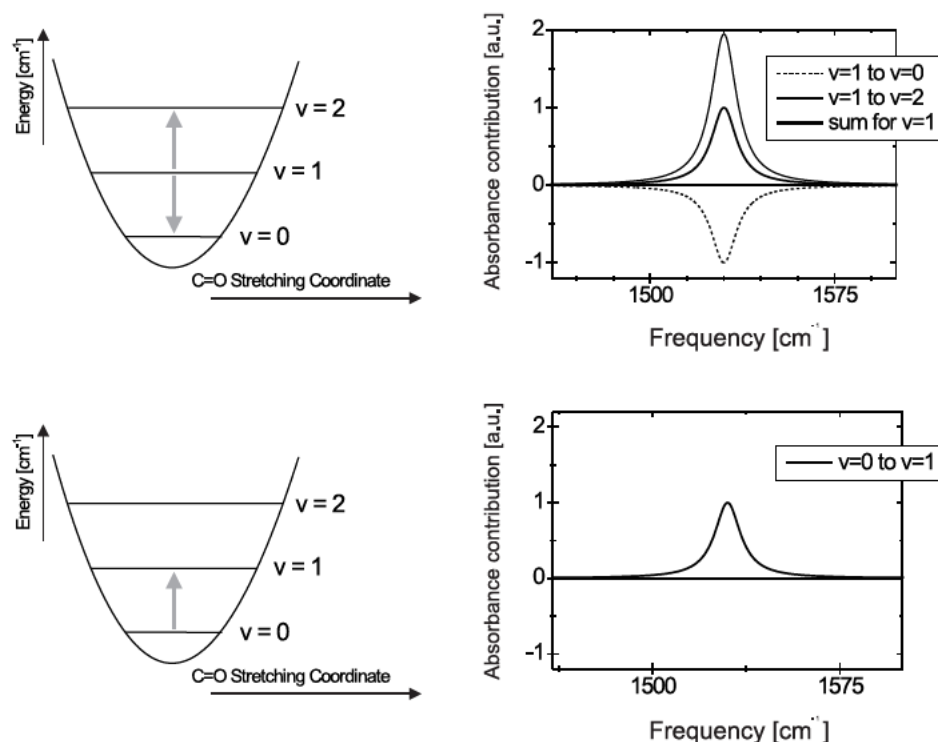 Energy [cm⁻¹]
v = 2
v = 1
v = 0
C=O Stretching Coordinate
Absorbance contribution [a.u.]
2
1
0
-1
v=1 to v=0
v=1 to v=2
sum for v=1
1500
1575
Frequency [cm⁻¹]
Energy [cm⁻¹]
v = 2
v = 1
v = 0
C=O Stretching Coordinate
Absorbance contribution [a.u.]
2
1
0
-1
v=0 to v=1
1500
1575
Frequency [cm⁻¹]